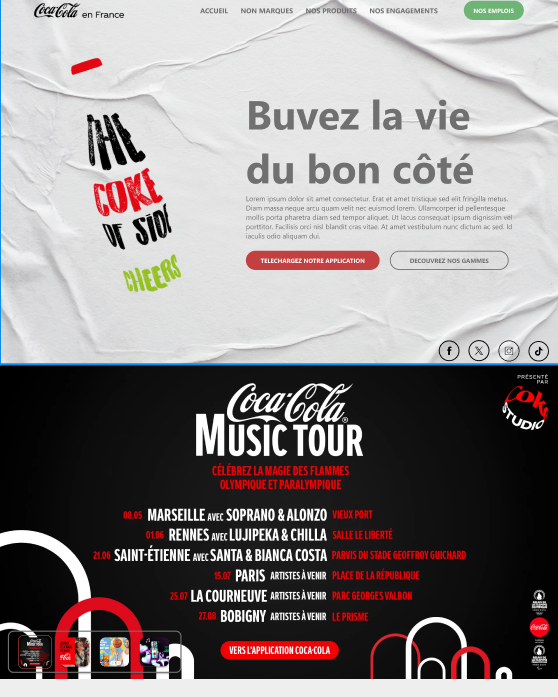 Coca-Cola en France
ACCUEIL NON MARQUES NOS PRODUITS NOS ENGAGEMENTS NOS EMPLOIS
THE
COKE
OF SIDE
CHEERS
Buvez la vie
du bon côté
Lorem ipsum dolor sit amet consectetur. Erat et amet tristique sed elit fringilla metus.
Diam massa neque arcu quam velit nec euismod lorem. Ullamcorper id pellentesque
mollis porta pharetra diam sed tempor aliquet. Ut lacus consequat ipsum dignissim vel
porttitor. Facilisis orci nisl blandit cras vitae. At amet vestibulum nunc dictum ac sed. Id
iaculis odio aliquam dui.
TELECHARGEZ NOTRE APPLICATION DECOUVREZ NOS GAMMES
PRÉSENTÉ
PAR
Coke
STUDIO
Coca-Cola®
MUSIC TOUR
CÉLÉBREZ LA MAGIE DES FLAMMES
OLYMPIQUE ET PARALYMPIQUE
08.05 MARSEILLE AVEC SOPRANO & ALONZO VIEUX PORT
01.06 RENNES AVEC LUJIPEKA & CHILLA SALLE LE LIBERTÉ
21.06 SAINT-ÉTIENNE AVEC SANTA & BIANCA COSTA PARVIS DU STADE GEOFFROY GUICHARD
15.07 PARIS ARTISTES À VENIR PLACE DE LA RÉPUBLIQUE
25.07 LA COURNEUVE ARTISTES À VENIR PARC GEORGES VALBON
27.08 BOBIGNY ARTISTES À VENIR LE PRISME
VERS L'APPLICATION COCA-COLA
Coca-Cola